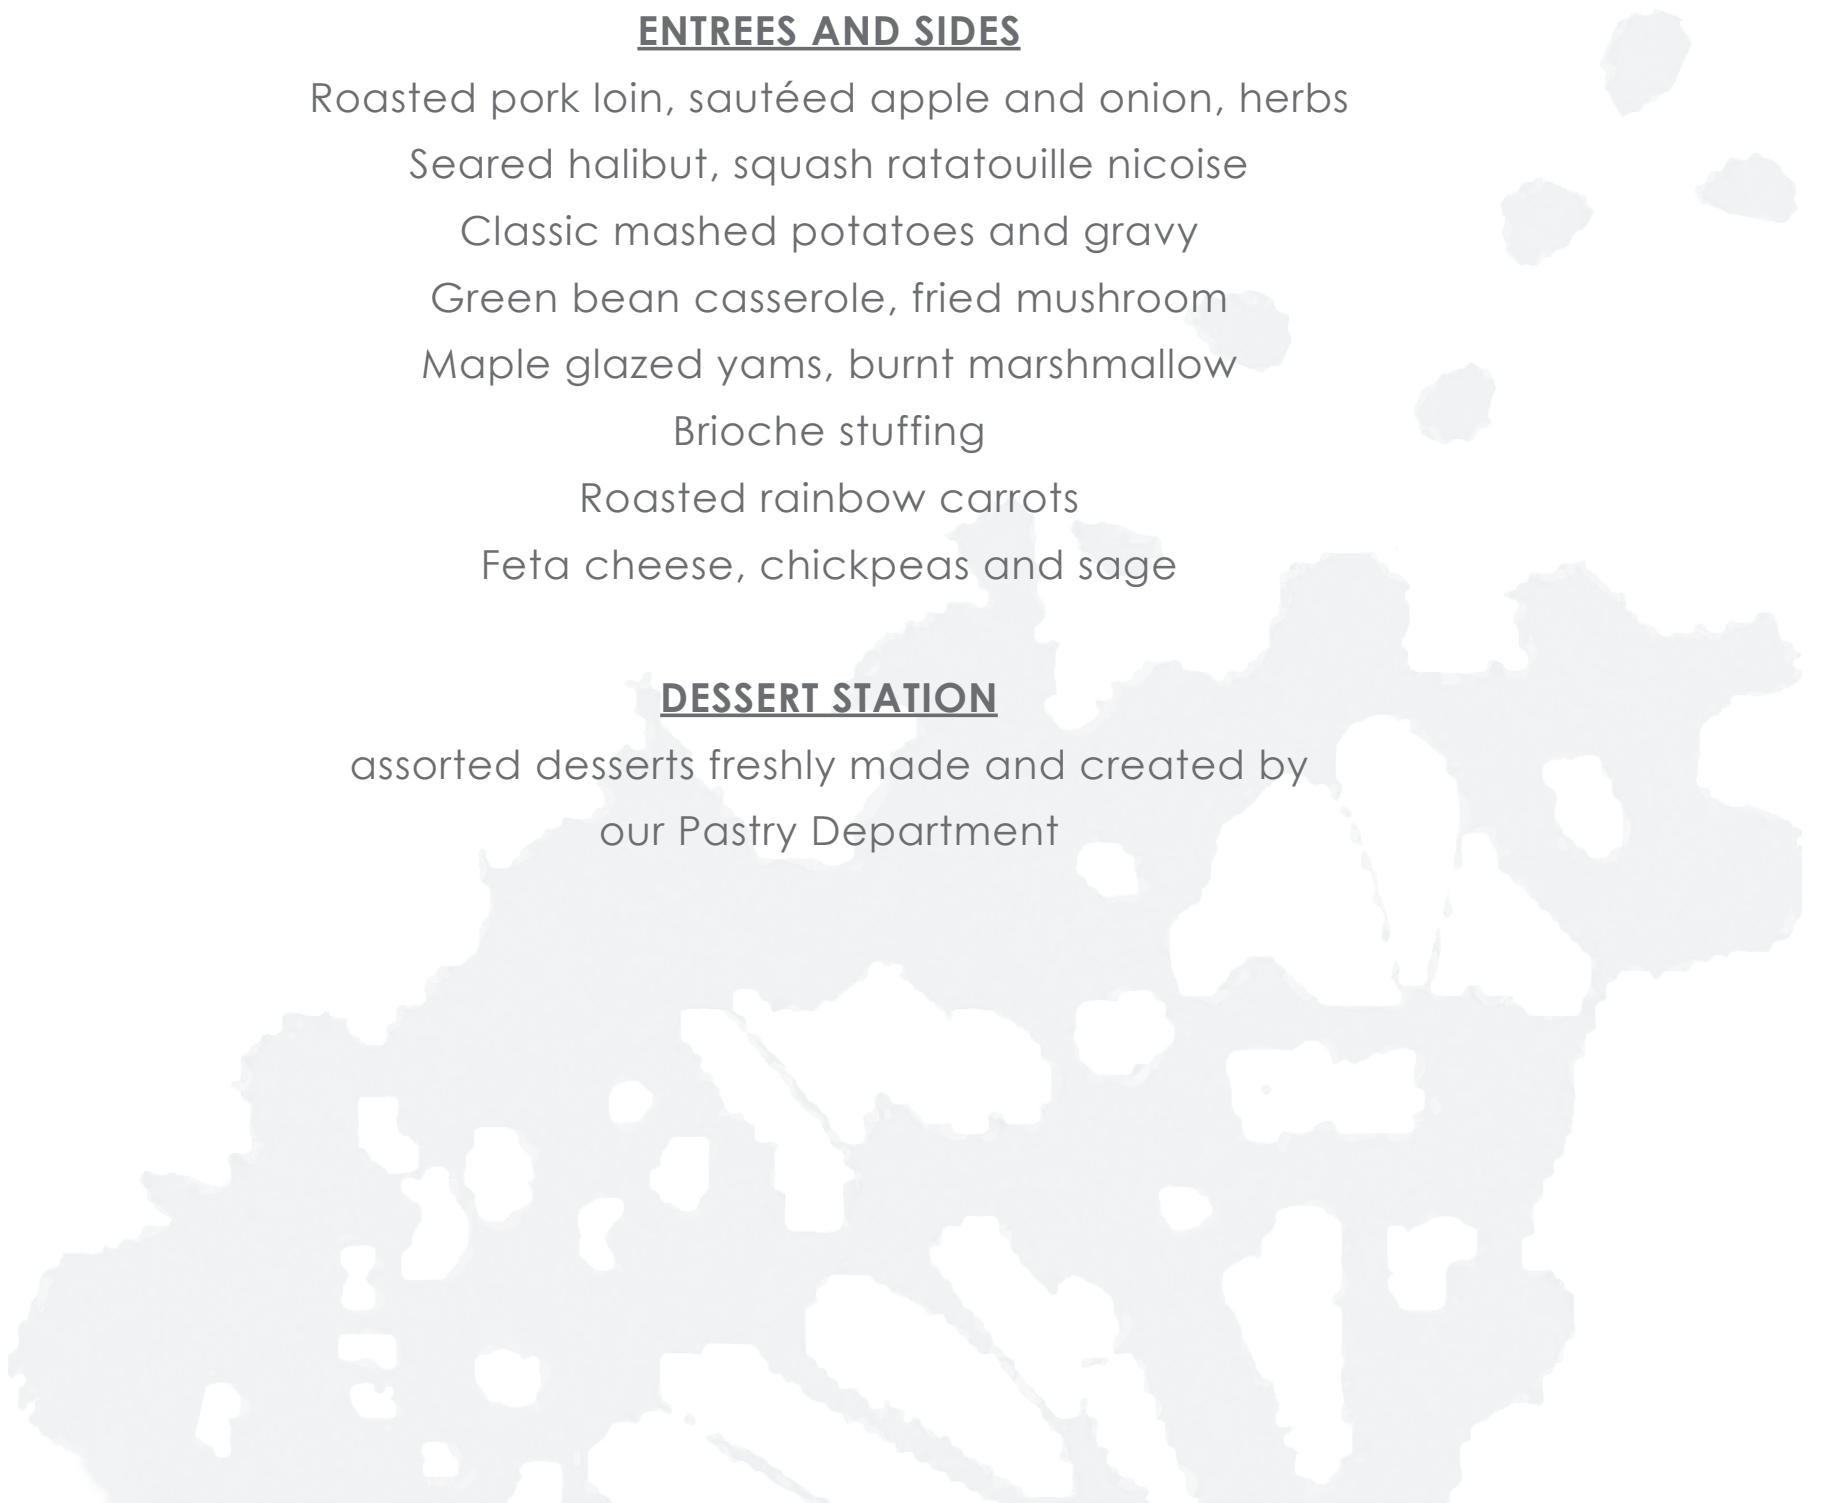 ENTREES AND SIDES
Roasted pork loin, sautéed apple and onion, herbs
Seared halibut, squash ratatouille nicoise
Classic mashed potatoes and gravy
Green bean casserole, fried mushroom
Maple glazed yams, burnt marshmallow
Brioche stuffing
Roasted rainbow carrots
Feta cheese, chickpeas and sage
DESSERT STATION
assorted desserts freshly made and created by
our Pastry Department